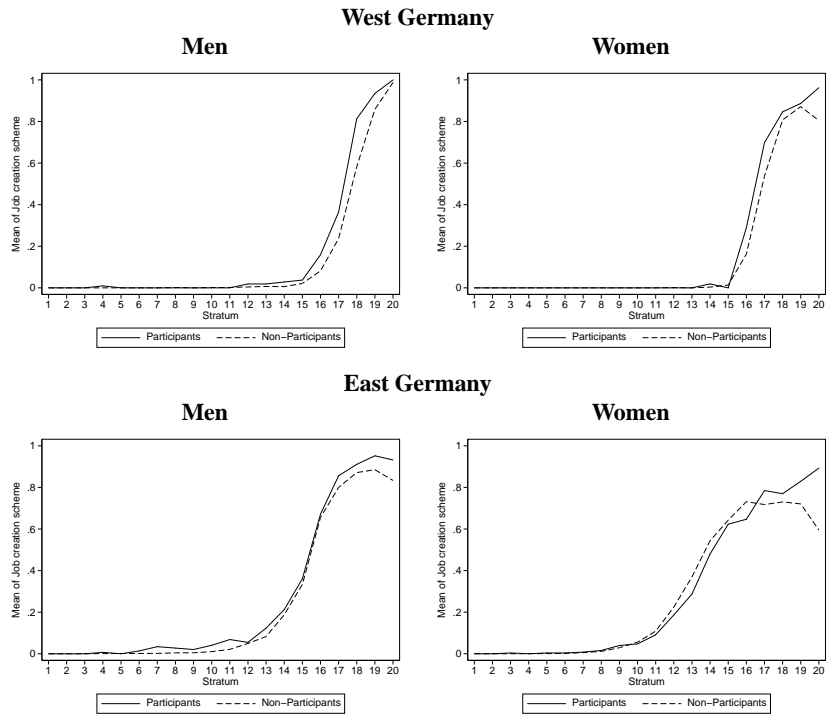 West Germany
Men
Women
Mean of Job creation scheme
1
.8
.6
.4
.2
0
1 2 3 4 5 6 7 8 9 10 11 12 13 14 15 16 17 18 19 20
Stratum
Participants Non−Participants
Mean of Job creation scheme
1
.8
.6
.4
.2
0
1 2 3 4 5 6 7 8 9 10 11 12 13 14 15 16 17 18 19 20
Stratum
Participants Non−Participants
East Germany
Men
Women
Mean of Job creation scheme
1
.8
.6
.4
.2
0
1 2 3 4 5 6 7 8 9 10 11 12 13 14 15 16 17 18 19 20
Stratum
Participants Non−Participants
Mean of Job creation scheme
1
.8
.6
.4
.2
0
1 2 3 4 5 6 7 8 9 10 11 12 13 14 15 16 17 18 19 20
Stratum
Participants Non−Participants